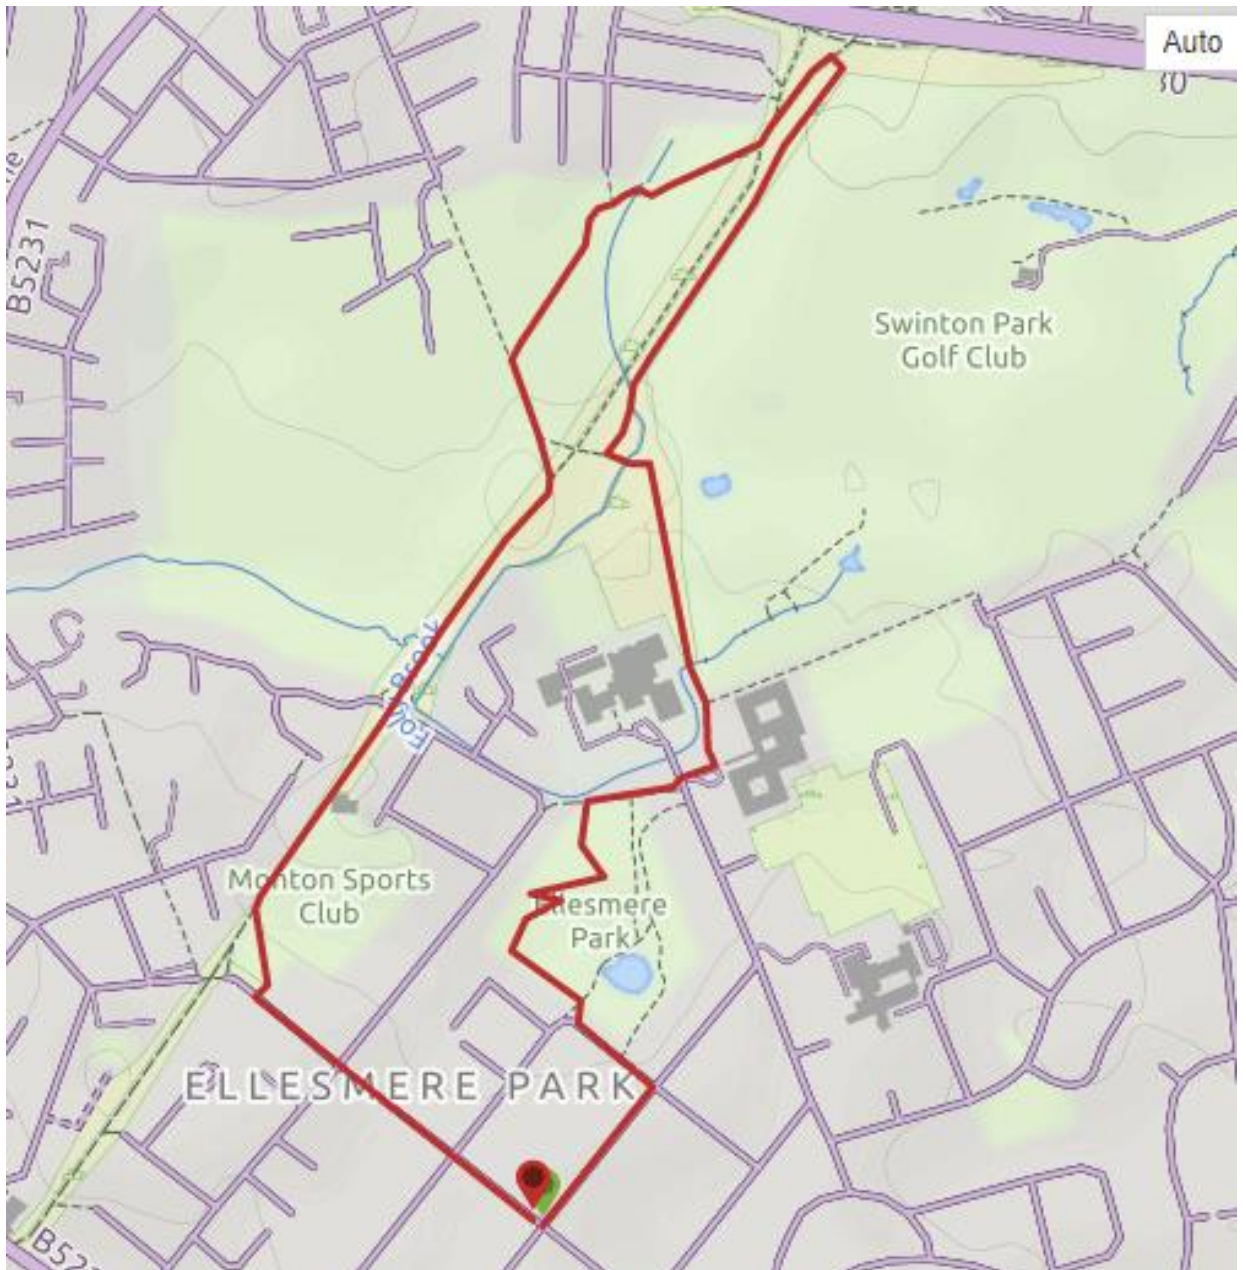 Auto
B5231
Swinton Park
Golf Club
Monton Sports
Club
Ellesmere
Park
ELLESMERE PARK